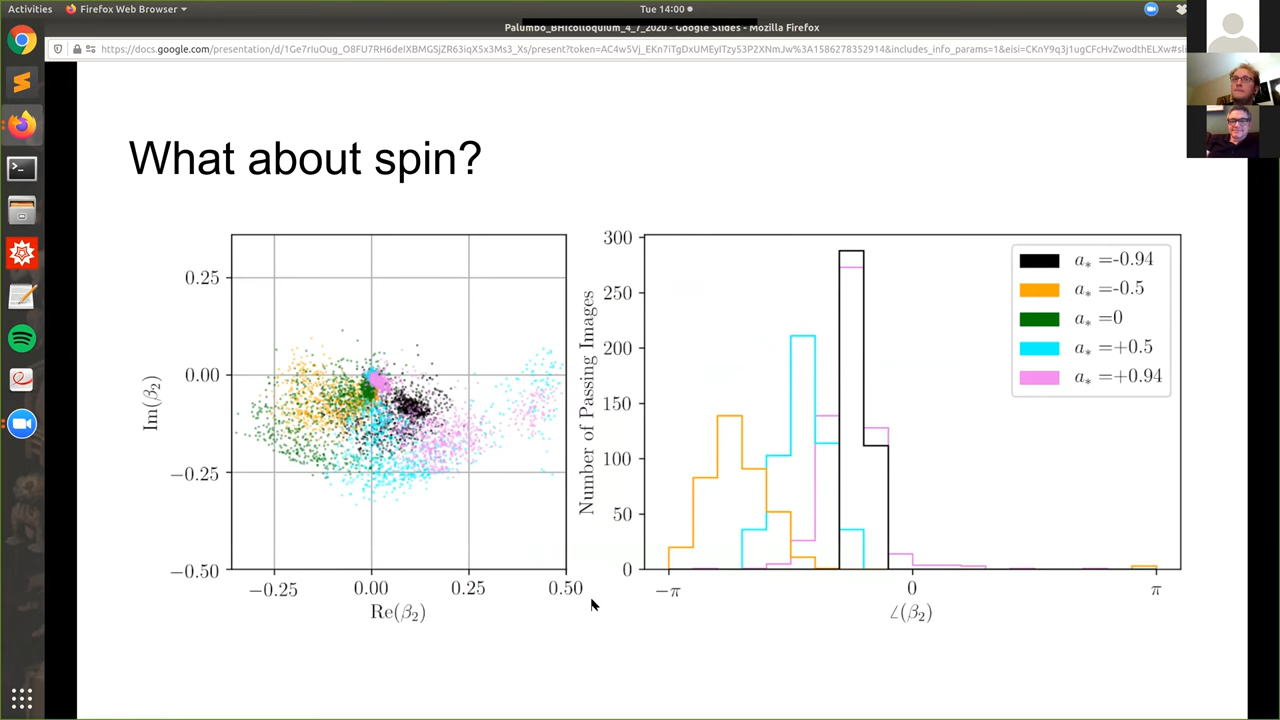 Activities
Firefox Web Browser
Tue 14:00
Palumbo_BHIcolloquium_4_7_2020 - Google Slides - Mozilla Firefox
What about spin?
0.25
0.00
−0.25
−0.50
Im(β₂)
−0.25
0.00
0.25
0.50
Re(β₂)
300
250
200
150
100
50
0
Number of Passing Images
−π
0
π
∠(β₂)
a* =-0.94
a* =-0.5
a* =0
a* =+0.5
a* =+0.94